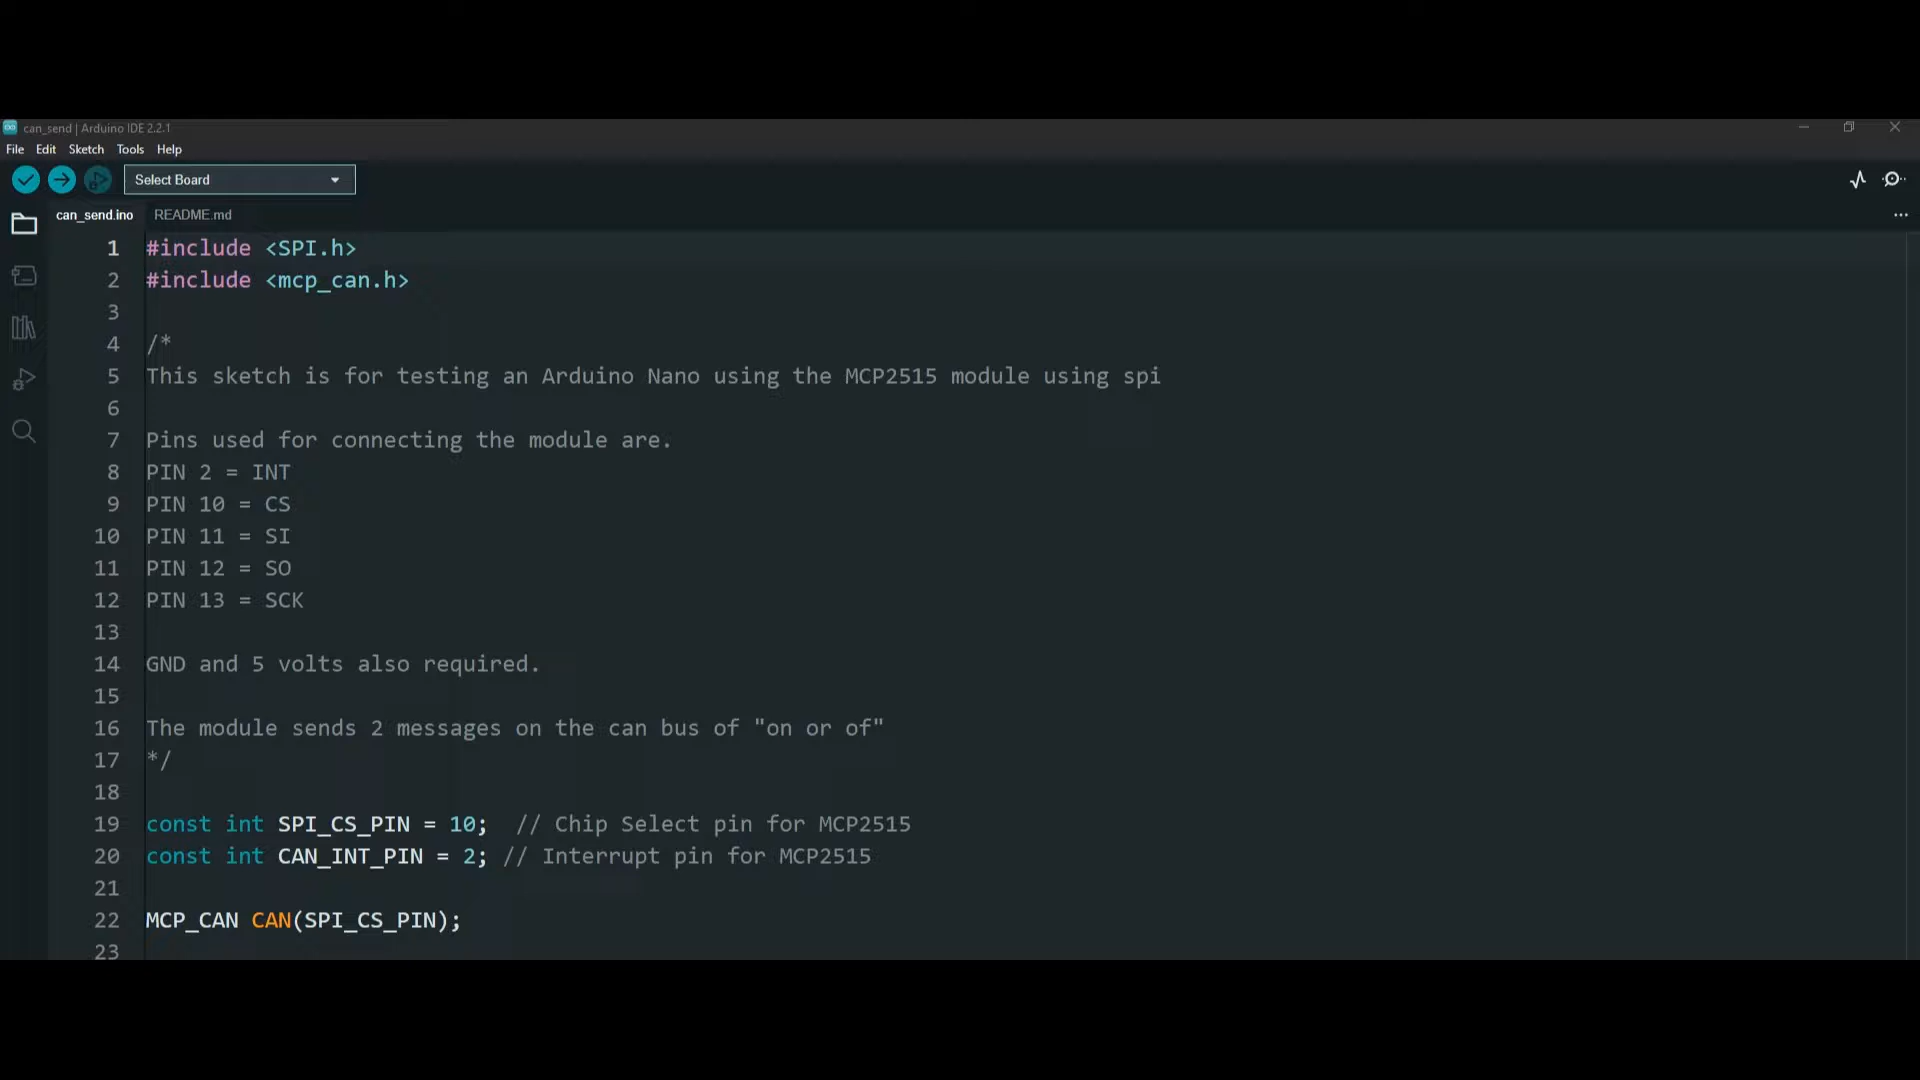 can_send | Arduino IDE 2.2.1
File Edit Sketch Tools Help
Select Board
can_send.ino README.md
1 #include <SPI.h>
2 #include <mcp_can.h>
3
4 /*
5 This sketch is for testing an Arduino Nano using the MCP2515 module using spi
6
7 Pins used for connecting the module are.
8 PIN 2 = INT
9 PIN 10 = CS
10 PIN 11 = SI
11 PIN 12 = SO
12 PIN 13 = SCK
13
14 GND and 5 volts also required.
15
16 The module sends 2 messages on the can bus of "on or of"
17 */
18
19 const int SPI_CS_PIN = 10; // Chip Select pin for MCP2515
20 const int CAN_INT_PIN = 2; // Interrupt pin for MCP2515
21
22 MCP_CAN CAN(SPI_CS_PIN);
23